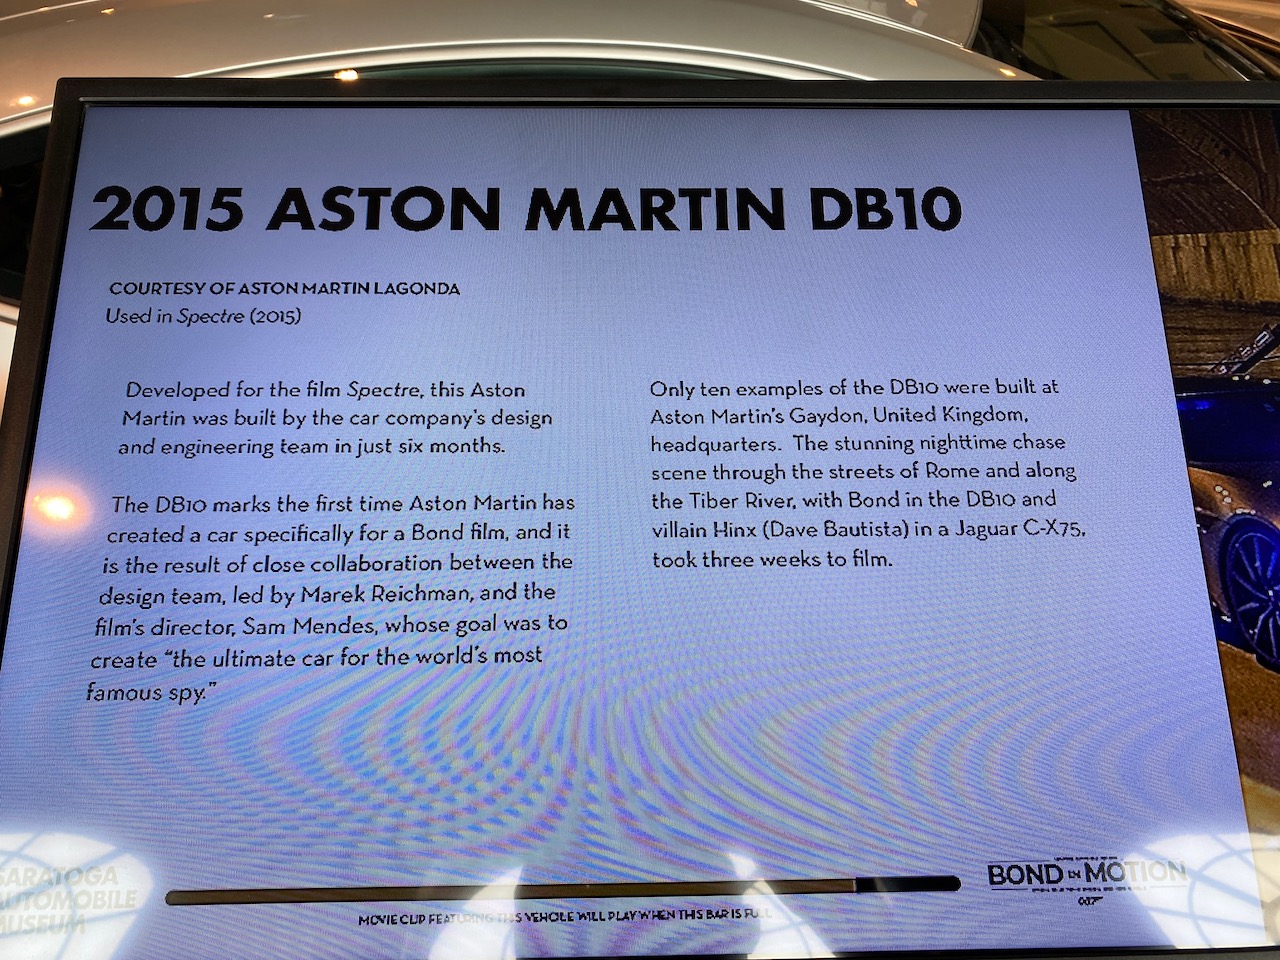 2015 ASTON MARTIN DB10
COURTESY OF ASTON MARTIN LAGONDA
Used in Spectre (2015)
Developed for the film Spectre, this Aston
Martin was built by the car company's design
and engineering team in just six months.
The DB10 marks the first time Aston Martin has
created a car specifically for a Bond film, and it
is the result of close collaboration between the
design team, led by Marek Reichman, and the
film's director, Sam Mendes, whose goal was to
create "the ultimate car for the world's most
famous spy."
Only ten examples of the DB10 were built at
Aston Martin's Gaydon, United Kingdom,
headquarters. The stunning nighttime chase
scene through the streets of Rome and along
the Tiber River, with Bond in the DB10 and
villain Hinx (Dave Bautista) in a Jaguar C-X75,
took three weeks to film.
SARATOGA
AUTOMOBILE
MUSEUM
MOVIE CLIP FEATURING THIS VEHICLE WILL PLAY WHEN THIS BAR IS FULL
BOND IN MOTION
007